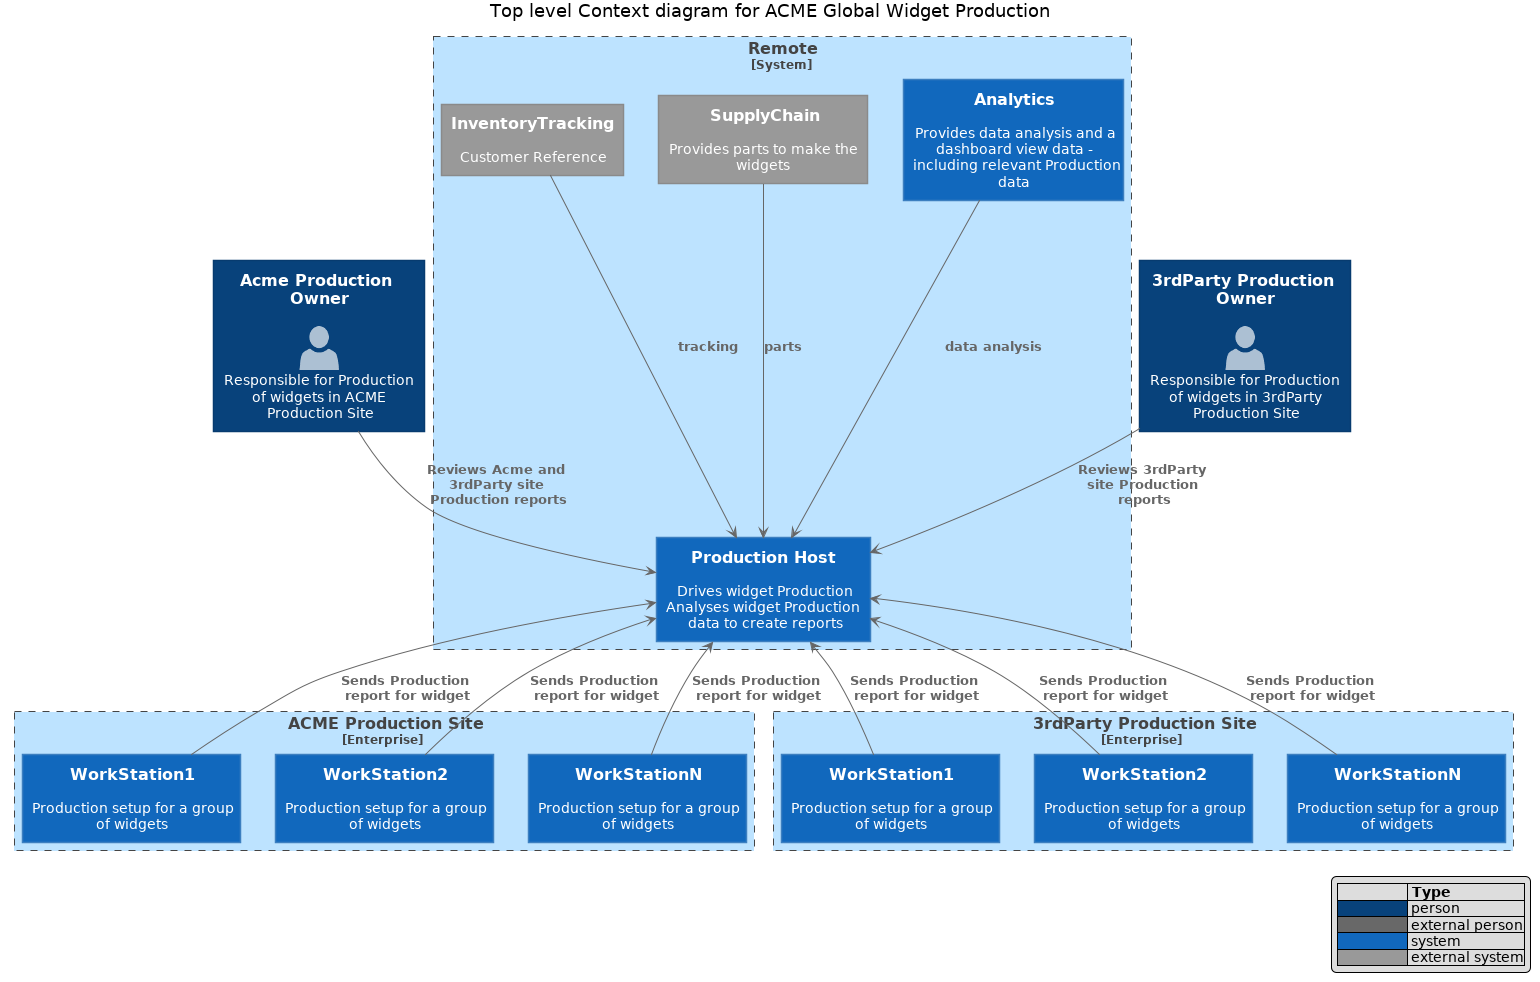 Top level Context diagram for ACME Global Widget Production
Remote
[System]
InventoryTracking
Customer Reference
SupplyChain
Provides parts to make the
widgets
Analytics
Provides data analysis and a
dashboard view data -
including relevant Production
data
Acme Production
Owner
Responsible for Production
of widgets in ACME
Production Site
3rdParty Production
Owner
Responsible for Production
of widgets in 3rdParty
Production Site
tracking
parts
data analysis
Reviews Acme and
3rdParty site
Production reports
Reviews 3rdParty
site Production
reports
Production Host
Drives widget Production
Analyses widget Production
data to create reports
Sends Production
report for widget
Sends Production
report for widget
Sends Production
report for widget
Sends Production
report for widget
Sends Production
report for widget
Sends Production
report for widget
ACME Production Site
[Enterprise]
WorkStation1
Production setup for a group
of widgets
WorkStation2
Production setup for a group
of widgets
WorkStationN
Production setup for a group
of widgets
3rdParty Production Site
[Enterprise]
WorkStation1
Production setup for a group
of widgets
WorkStation2
Production setup for a group
of widgets
WorkStationN
Production setup for a group
of widgets
Type
person
external person
system
external system